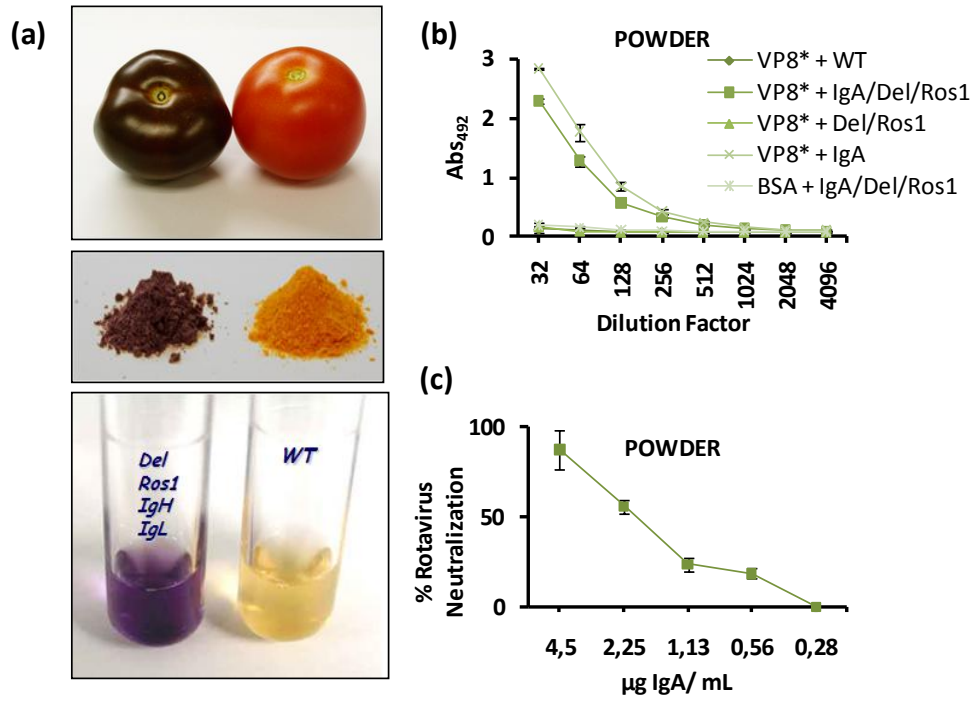 (a)
Del
Ros1
IgH
IgL
WT
(b)
POWDER
Abs492
3
2
1
0
VP8* + WT
VP8* + IgA/Del/Ros1
VP8* + Del/Ros1
VP8* + IgA
BSA + IgA/Del/Ros1
32
64
128
256
512
1024
2048
4096
Dilution Factor
(c)
POWDER
% Rotavirus
Neutralization
100
50
0
4,5
2,25
1,13
0,56
0,28
µg IgA/ mL